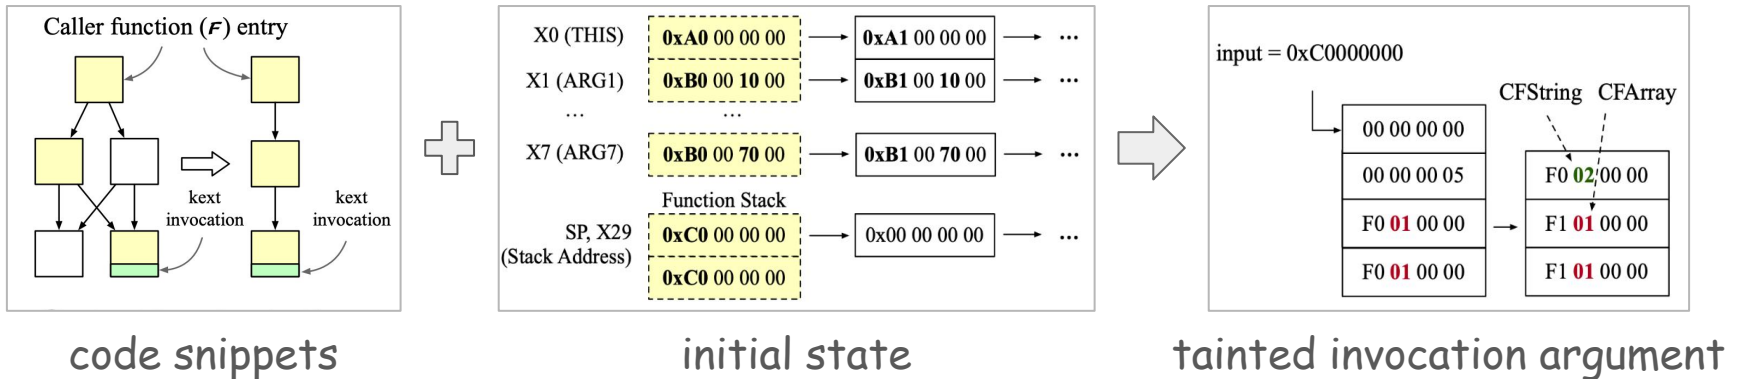 Caller function (F) entry
kext
invocation
kext
invocation
code snippets
X0 (THIS)
0xA0 00 00 00
0xA1 00 00 00
...
X1 (ARG1)
0xB0 00 10 00
0xB1 00 10 00
...
...
...
X7 (ARG7)
0xB0 00 70 00
0xB1 00 70 00
...
Function Stack
SP, X29
(Stack Address)
0xC0 00 00 00
0x00 00 00 00
...
0xC0 00 00 00
initial state
input = 0xC0000000
CFString CFArray
00 00 00 00
00 00 00 05
F0 01 00 00
F0 01 00 00
F0 02 00 00
F1 01 00 00
F1 01 00 00
tainted invocation argument